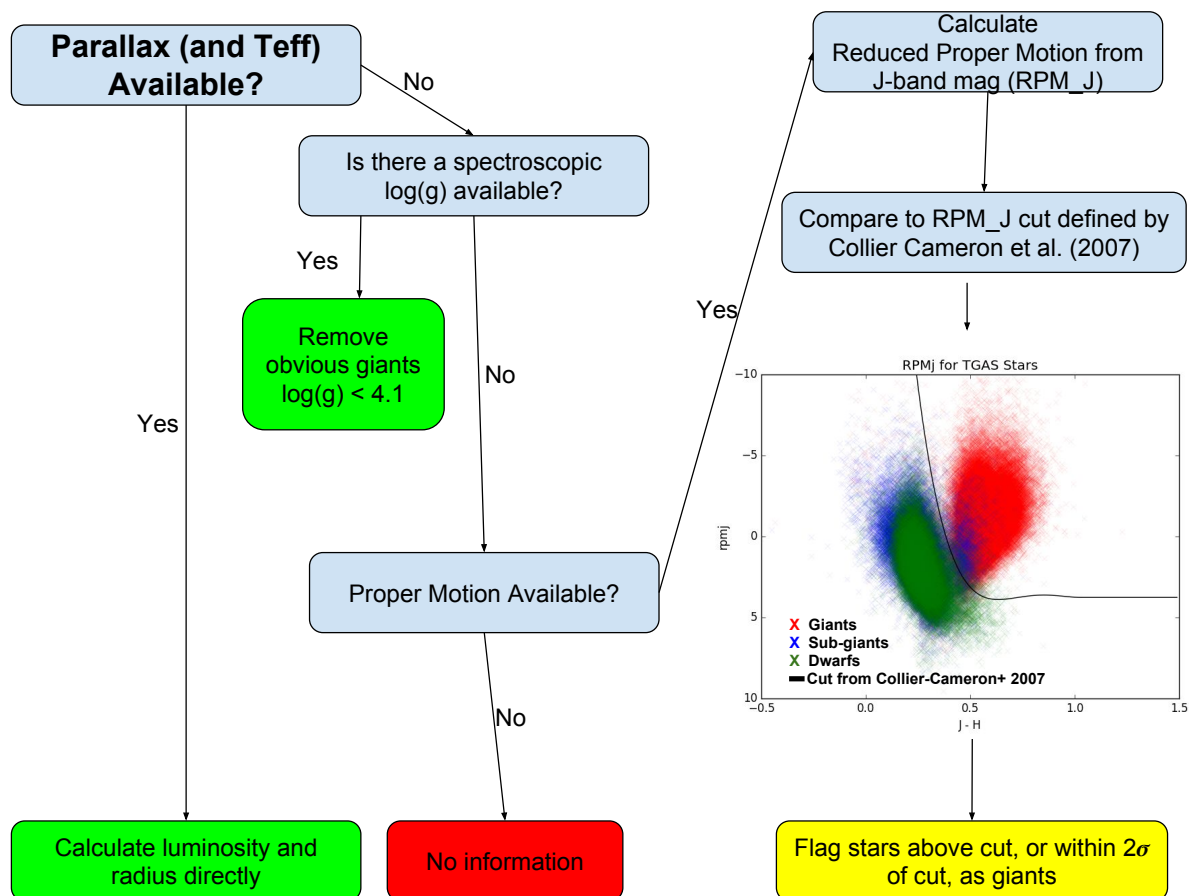 Parallax (and Teff)
Available?
No
Is there a spectroscopic
log(g) available?
Yes
Remove
obvious giants
log(g) < 4.1
No
Yes
Proper Motion Available?
No
Yes
Calculate luminosity and
radius directly
No information
Calculate
Reduced Proper Motion from
J-band mag (RPM_J)
Compare to RPM_J cut defined by
Collier Cameron et al. (2007)
RPMj for TGAS Stars
−10
−5
0
5
10
rpmj
X Giants
X Sub-giants
X Dwarfs
Cut from Collier-Cameron+ 2007
−0.5 0.0 0.5 1.0 1.5
J - H
Flag stars above cut, or within 2σ
of cut, as giants